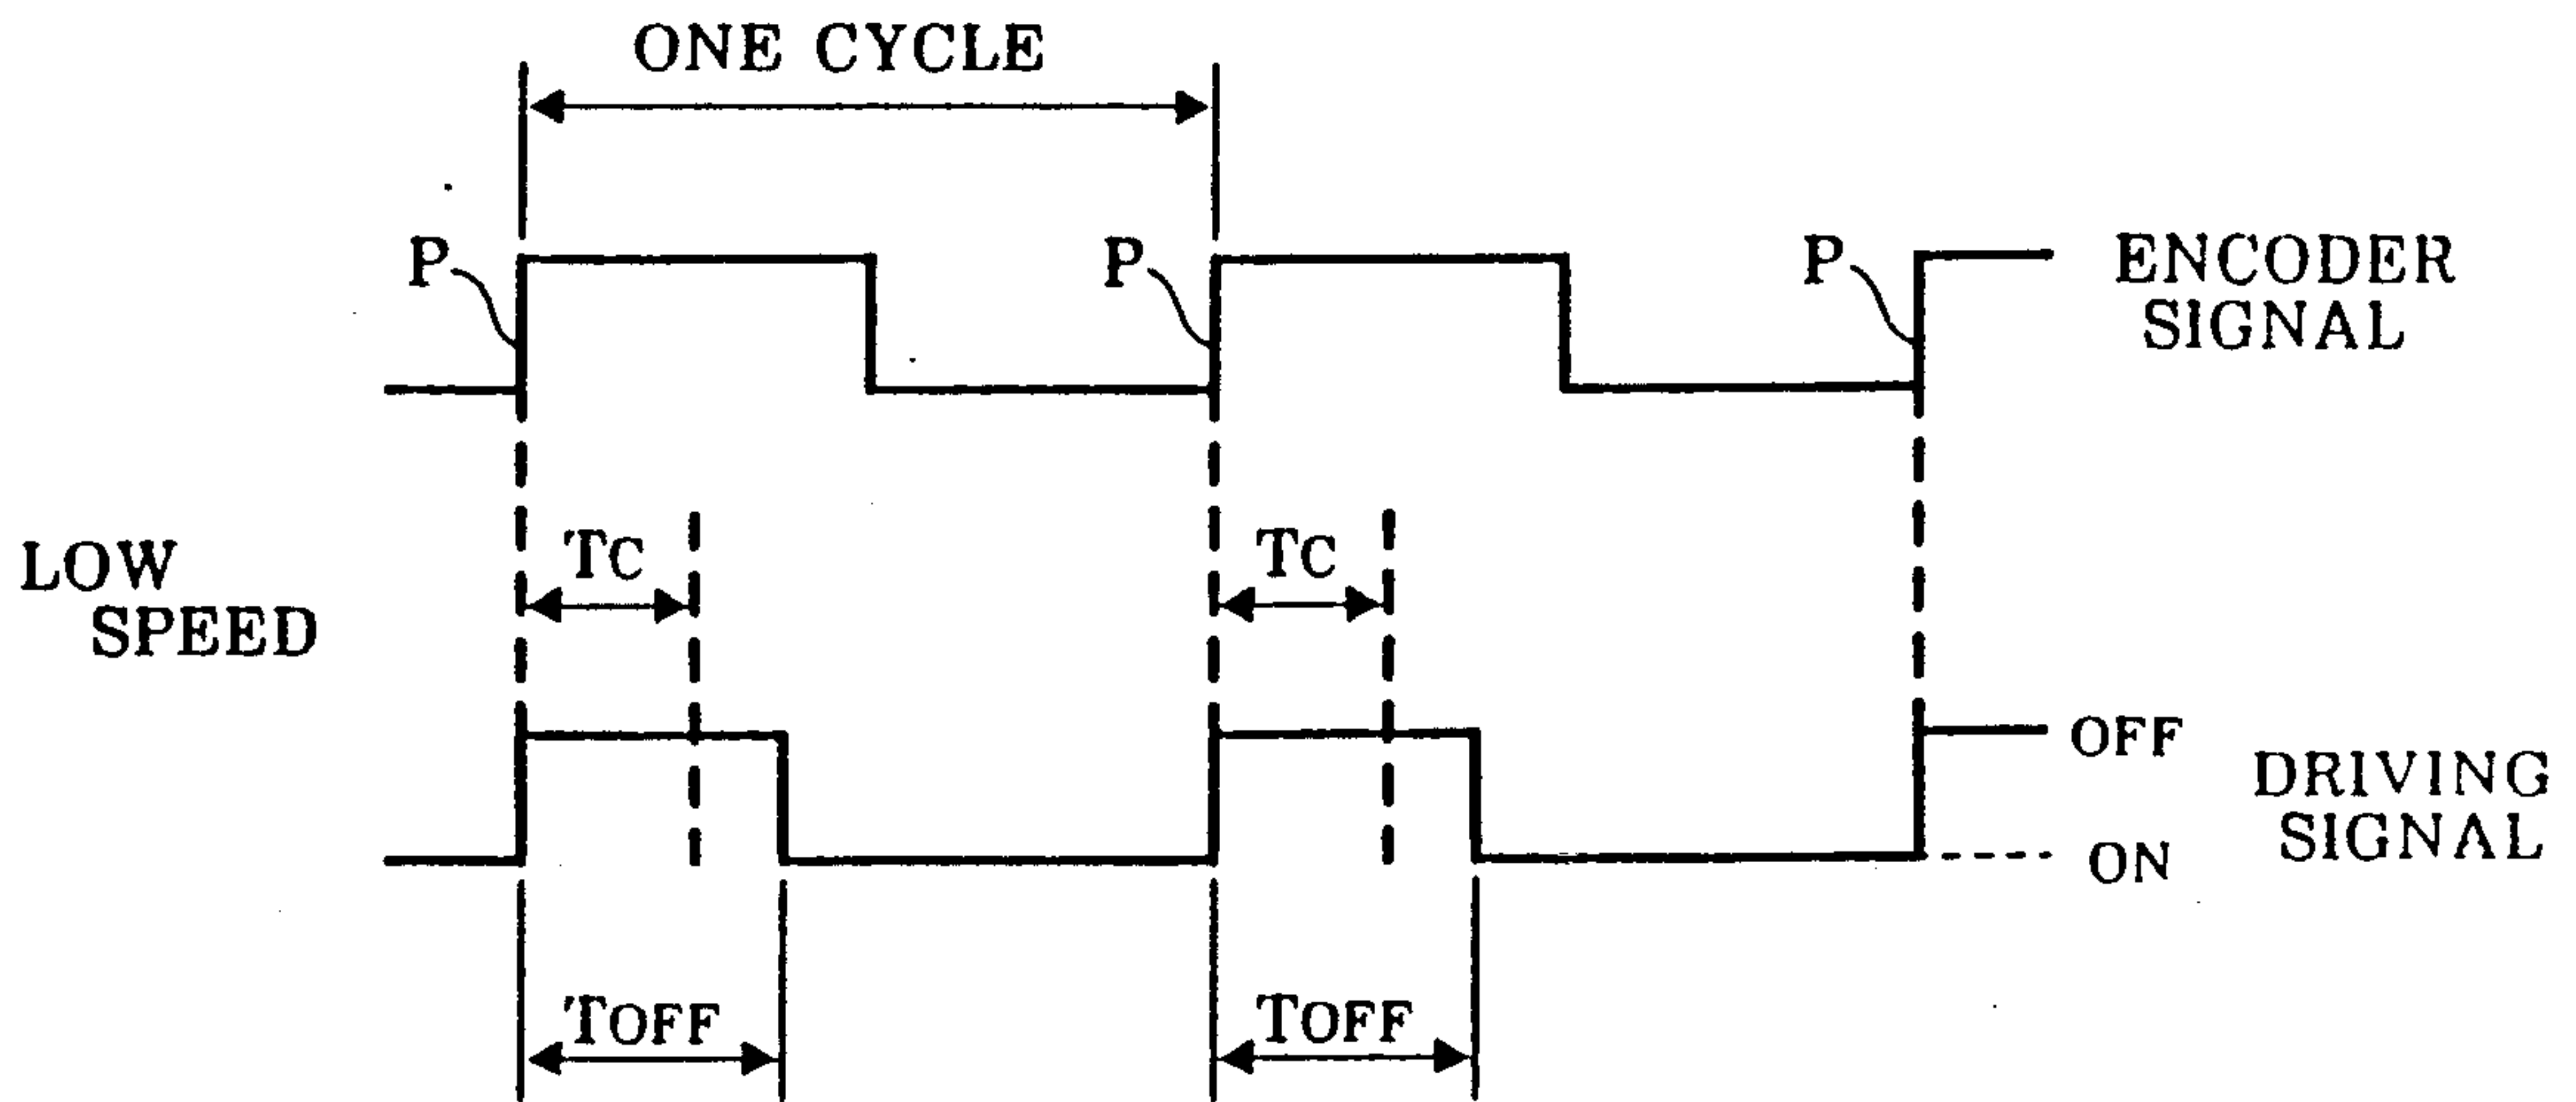 ONE CYCLE
P
P
P
ENCODER
SIGNAL
LOW
SPEED
TC
TC
OFF
ON
DRIVING
SIGNAL
TOFF
TOFF